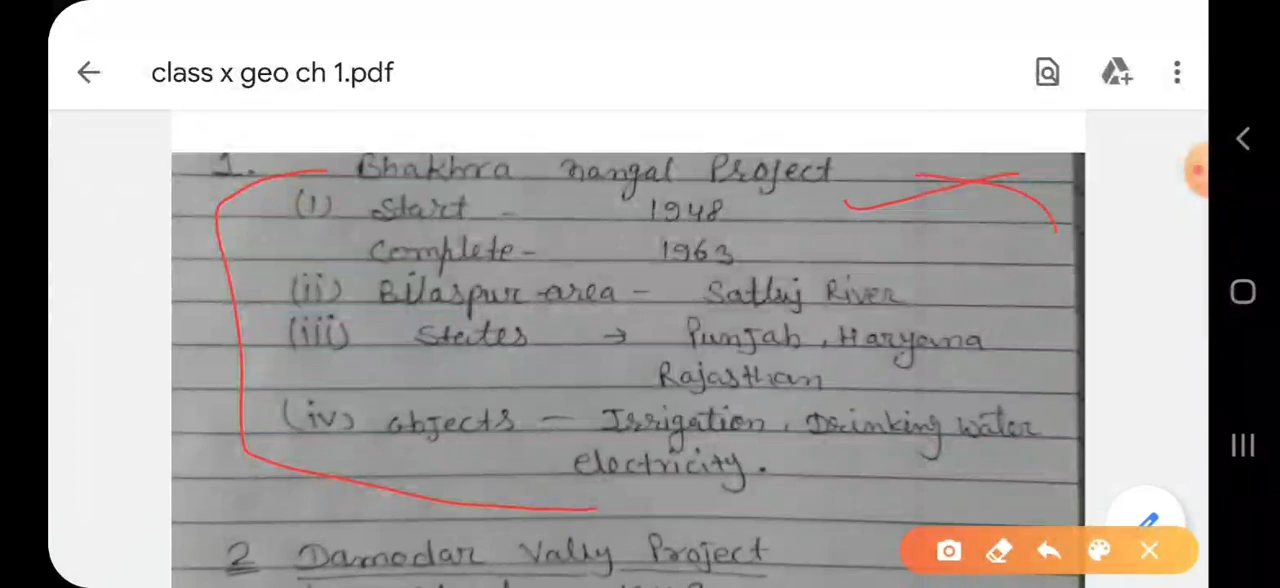 class x geo ch 1.pdf
1. Bhakhra nangal Project
(i) Start - 1948
Complete - 1963
(ii) Bilaspur area - Satluj River
(iii) States → Punjab, Haryana
Rajasthan
(iv) objects - Irrigation, Drinking water
electricity.
2 Damodar Vally Project